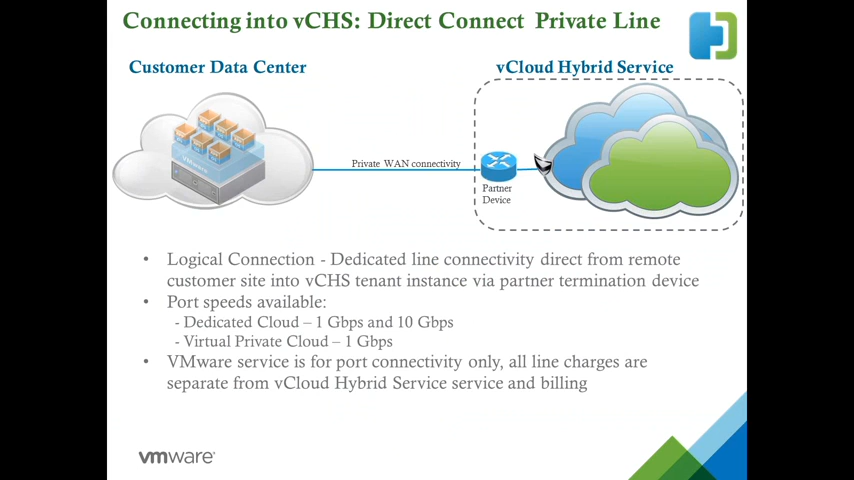 Connecting into vCHS: Direct Connect Private Line
Customer Data Center
vCloud Hybrid Service
VMware
Private WAN connectivity
Partner
Device
• Logical Connection - Dedicated line connectivity direct from remote
customer site into vCHS tenant instance via partner termination device
• Port speeds available:
- Dedicated Cloud – 1 Gbps and 10 Gbps
- Virtual Private Cloud – 1 Gbps
• VMware service is for port connectivity only, all line charges are
separate from vCloud Hybrid Service service and billing
vmware